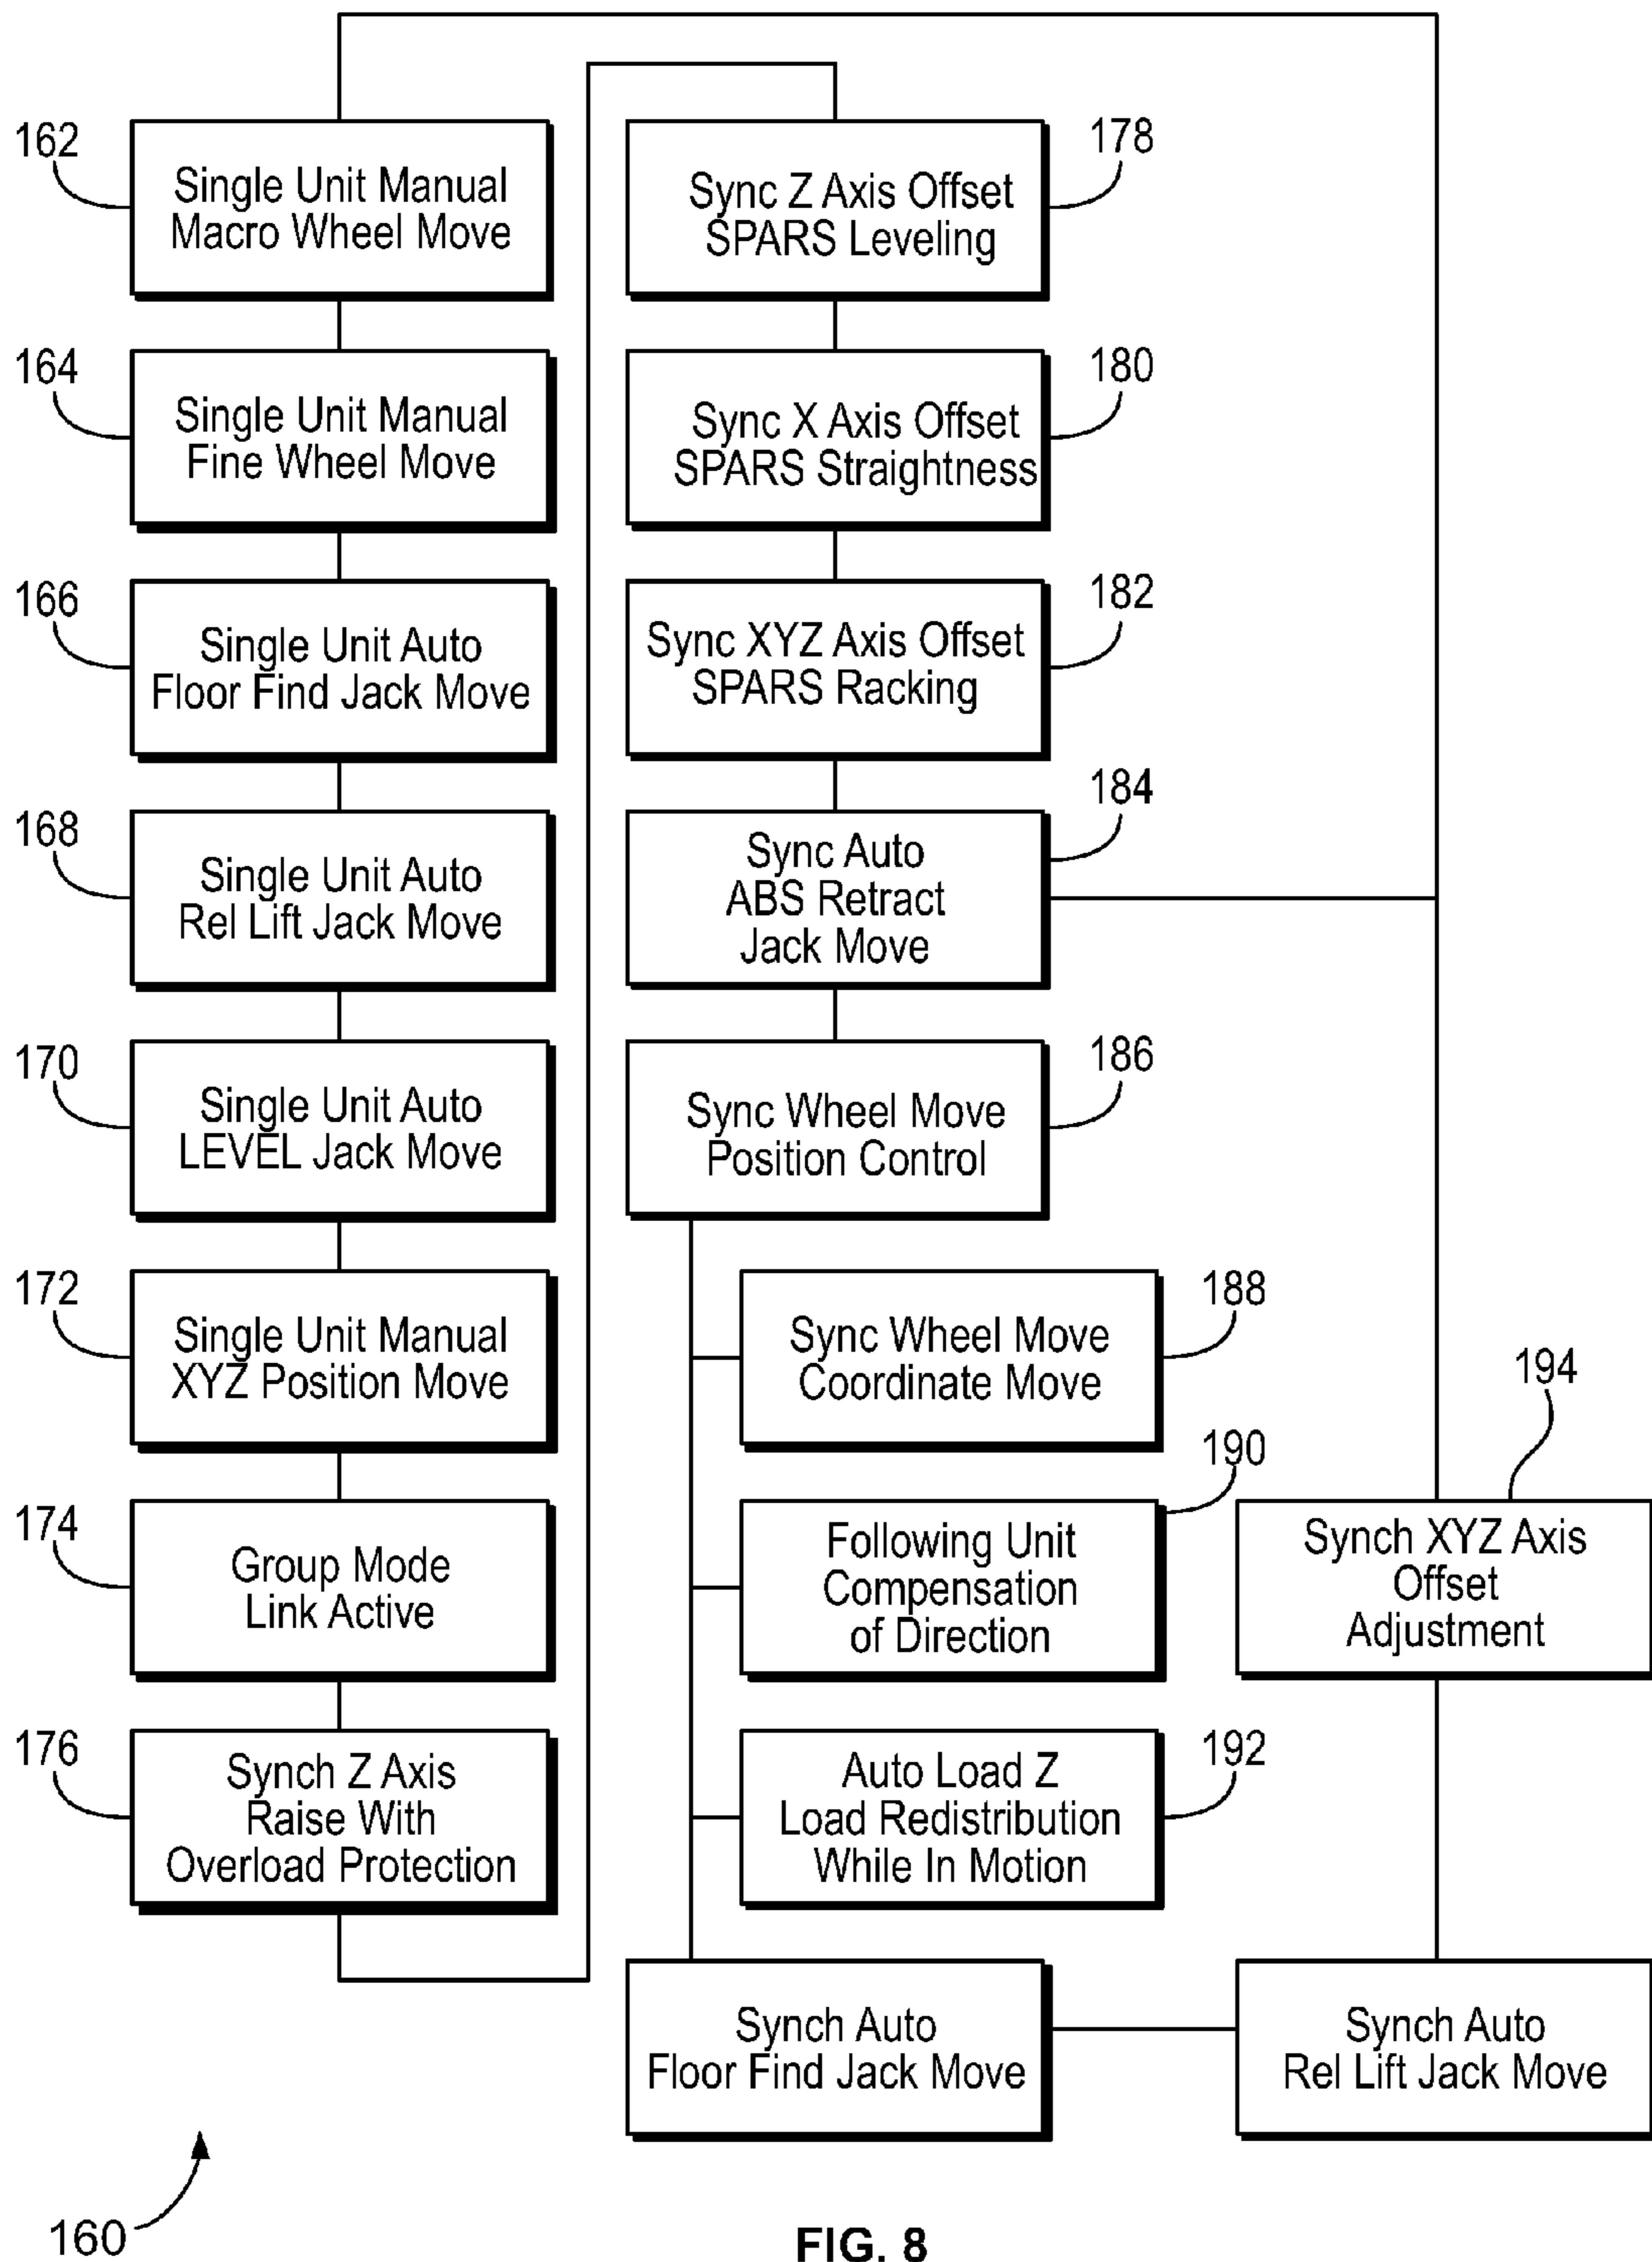 162
Single Unit Manual
Macro Wheel Move
164
Single Unit Manual
Fine Wheel Move
166
Single Unit Auto
Floor Find Jack Move
168
Single Unit Auto
Rel Lift Jack Move
170
Single Unit Auto
LEVEL Jack Move
172
Single Unit Manual
XYZ Position Move
174
Group Mode
Link Active
176
Synch Z Axis
Raise With
Overload Protection
178
Sync Z Axis Offset
SPARS Leveling
180
Sync X Axis Offset
SPARS Straightness
182
Sync XYZ Axis Offset
SPARS Racking
184
Sync Auto
ABS Retract
Jack Move
186
Sync Wheel Move
Position Control
188
Sync Wheel Move
Coordinate Move
190
Following Unit
Compensation
of Direction
192
Auto Load Z
Load Redistribution
While In Motion
Synch Auto
Floor Find Jack Move
194
Synch XYZ Axis
Offset
Adjustment
Synch Auto
Rel Lift Jack Move
160
FIG. 8